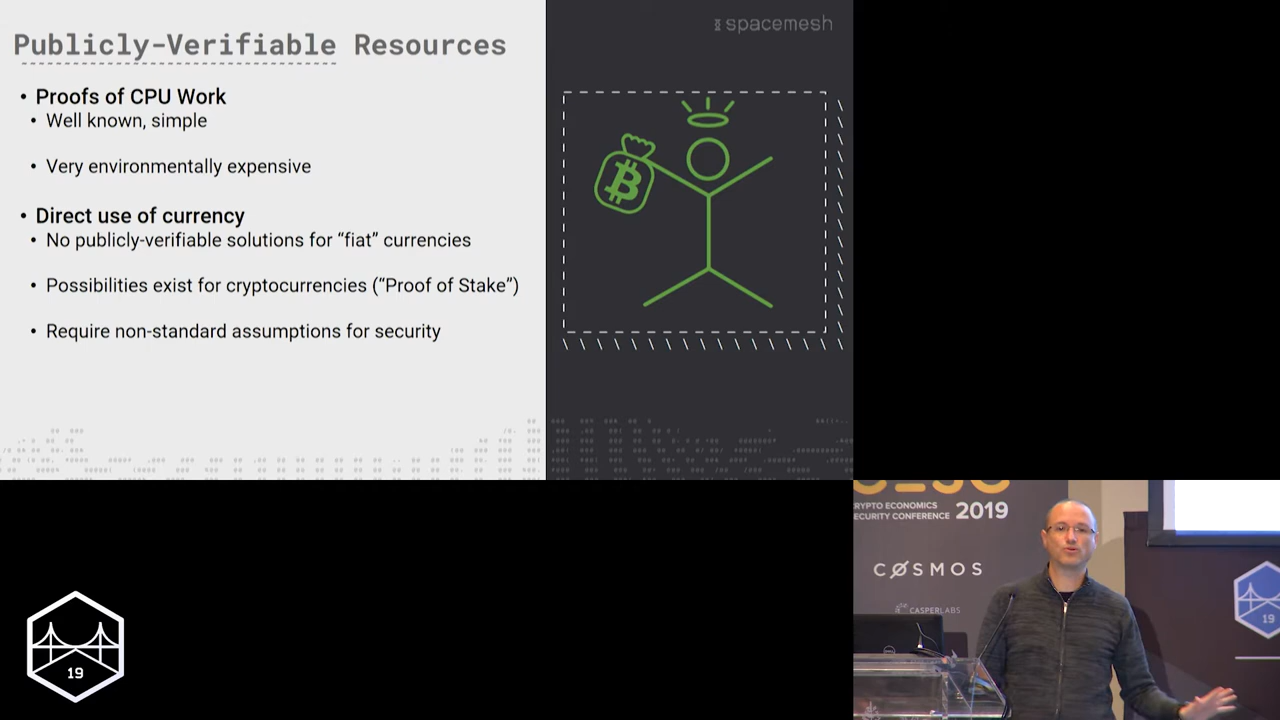 Publicly-Verifiable Resources
• Proofs of CPU Work
• Well known, simple
• Very environmentally expensive
• Direct use of currency
• No publicly-verifiable solutions for “fiat” currencies
• Possibilities exist for cryptocurrencies (“Proof of Stake”)
• Require non-standard assumptions for security
spacemesh
CRYPTO ECONOMICS
SECURITY CONFERENCE 2019
COSMOS
CASPERLABS
19
19